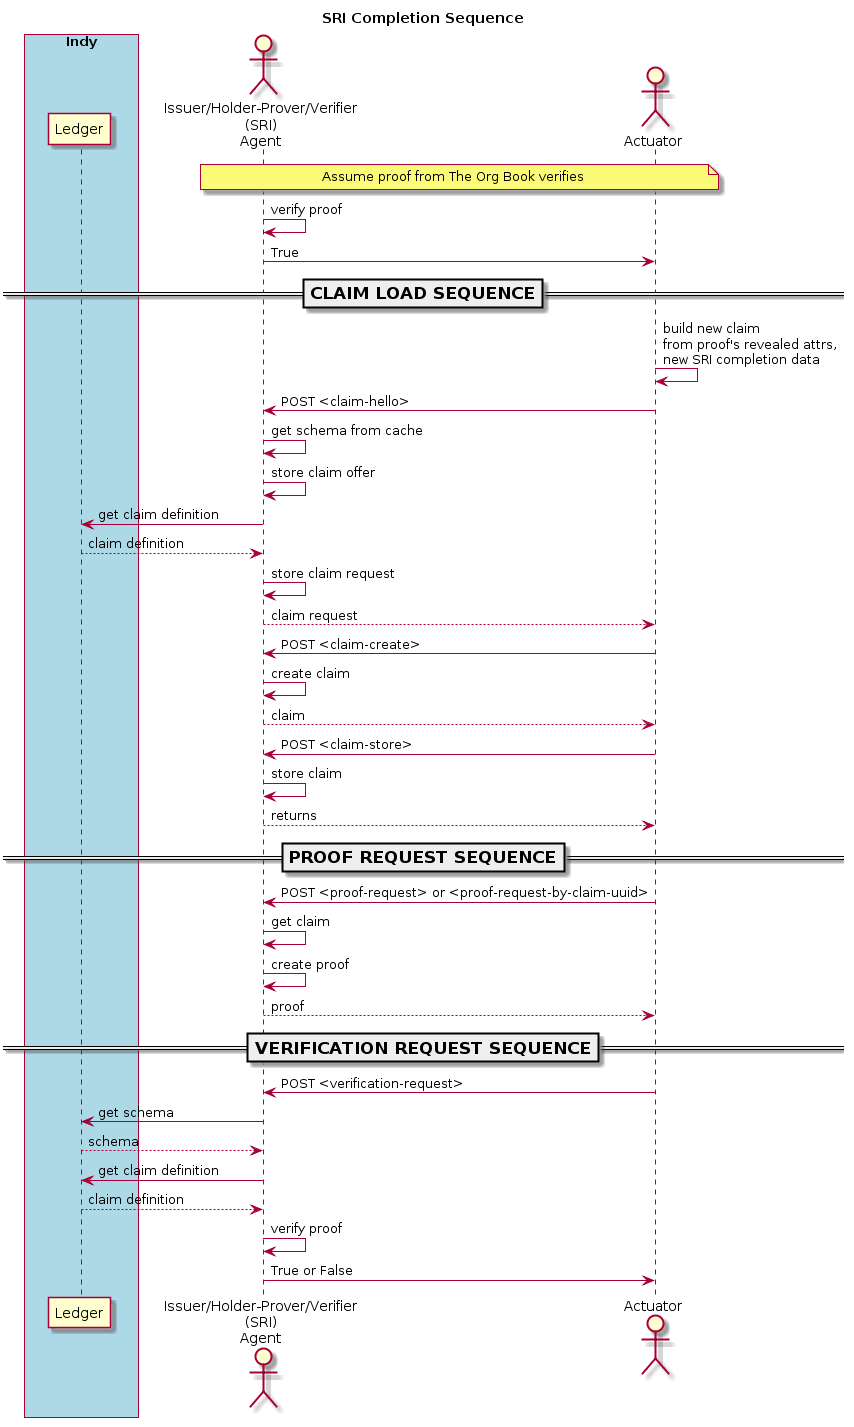 SRI Completion Sequence
Indy
Ledger
Issuer/Holder-Prover/Verifier
(SRI)
Agent
Actuator
Assume proof from The Org Book verifies
verify proof
True
CLAIM LOAD SEQUENCE
build new claim
from proof's revealed attrs,
new SRI completion data
POST <claim-hello>
get schema from cache
store claim offer
get claim definition
claim definition
store claim request
claim request
POST <claim-create>
create claim
claim
POST <claim-store>
store claim
returns
PROOF REQUEST SEQUENCE
POST <proof-request> or <proof-request-by-claim-uuid>
get claim
create proof
proof
VERIFICATION REQUEST SEQUENCE
POST <verification-request>
get schema
schema
get claim definition
claim definition
verify proof
True or False
Ledger
Issuer/Holder-Prover/Verifier
(SRI)
Agent
Actuator